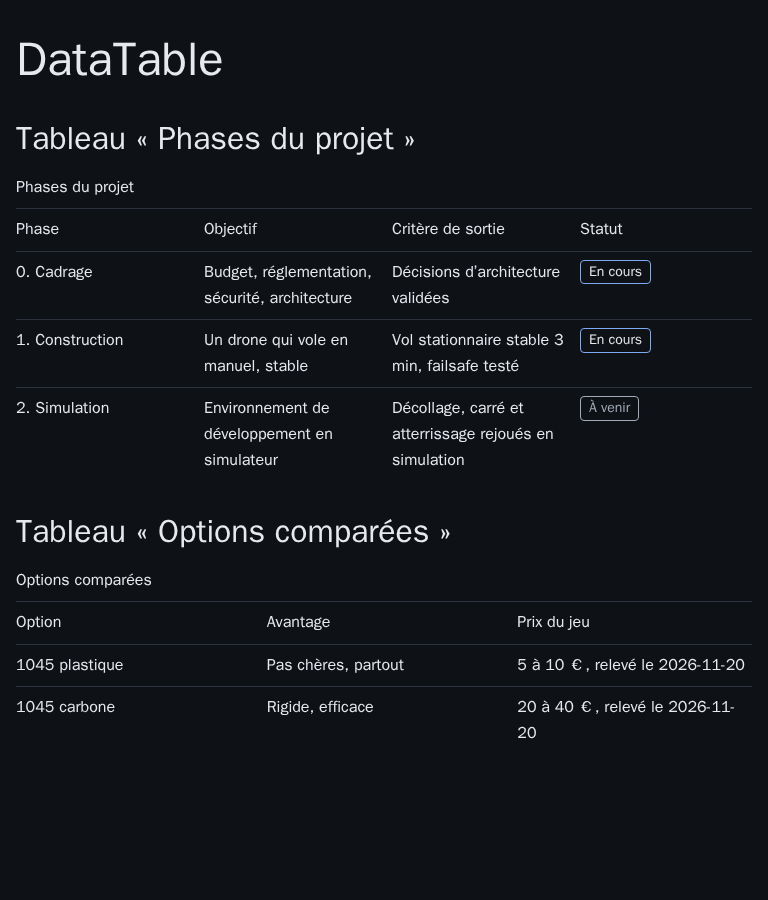 DataTable
Tableau « Phases du projet »
Phases du projet
Phase Objectif Critère de sortie Statut
0. Cadrage Budget, réglementation, Décisions d'architecture En cours
sécurité, architecture validées
1. Construction Un drone qui vole en Vol stationnaire stable 3 En cours
manuel, stable min, failsafe testé
2. Simulation Environnement de Décollage, carré et À venir
développement en atterrissage rejoués en
simulateur simulation
Tableau « Options comparées »
Options comparées
Option Avantage Prix du jeu
1045 plastique Pas chères, partout 5 à 10 €, relevé le 2026-11-20
1045 carbone Rigide, efficace 20 à 40 €, relevé le 2026-11-
20